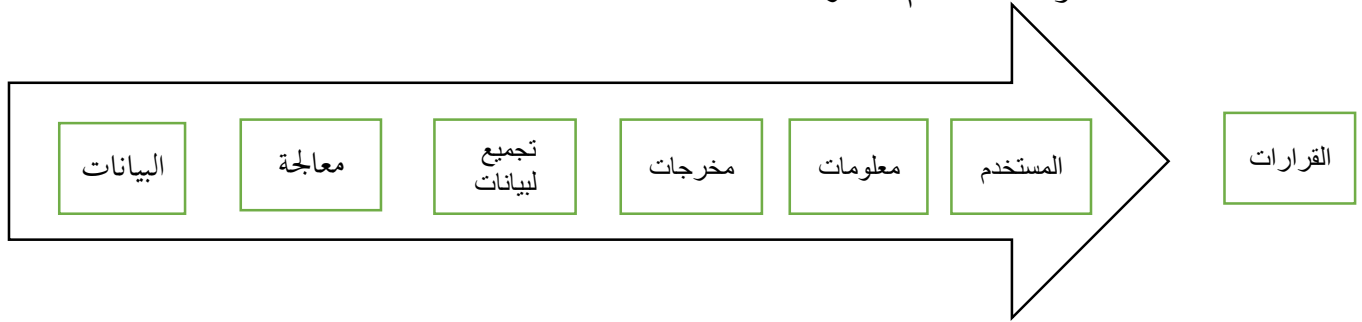 البيانات
معالجة
تجميع
لبيانات
مخرجات
معلومات
المستخدم
القرارات